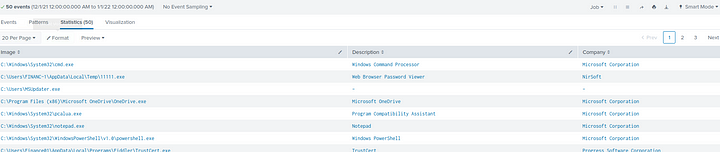 ✓ 50 events (12/1/21 12:00:00.000 AM to 1/1/22 12:00:00.000 AM) No Event Sampling Job Smart Mode
Events Patterns Statistics (50) Visualization
20 Per Page Format Preview < Prev 1 2 3 Next
Image Description Company
C:\Windows\System32\cmd.exe Windows Command Processor Microsoft Corporation
C:\Users\FINANC~1\AppData\Local\Temp\11111.exe Web Browser Password Viewer NirSoft
C:\Users\MSUpdater.exe - -
C:\Program Files (x86)\Microsoft OneDrive\OneDrive.exe Microsoft OneDrive Microsoft Corporation
C:\Windows\System32\pcalua.exe Program Compatibility Assistant Microsoft Corporation
C:\Windows\System32\notepad.exe Notepad Microsoft Corporation
C:\Windows\System32\WindowsPowerShell\v1.0\powershell.exe Windows PowerShell Microsoft Corporation
C:\Users\Finance01\AppData\Local\Programs\Fiddler\TrustCert.exe TrustCert Progress Software Corporation